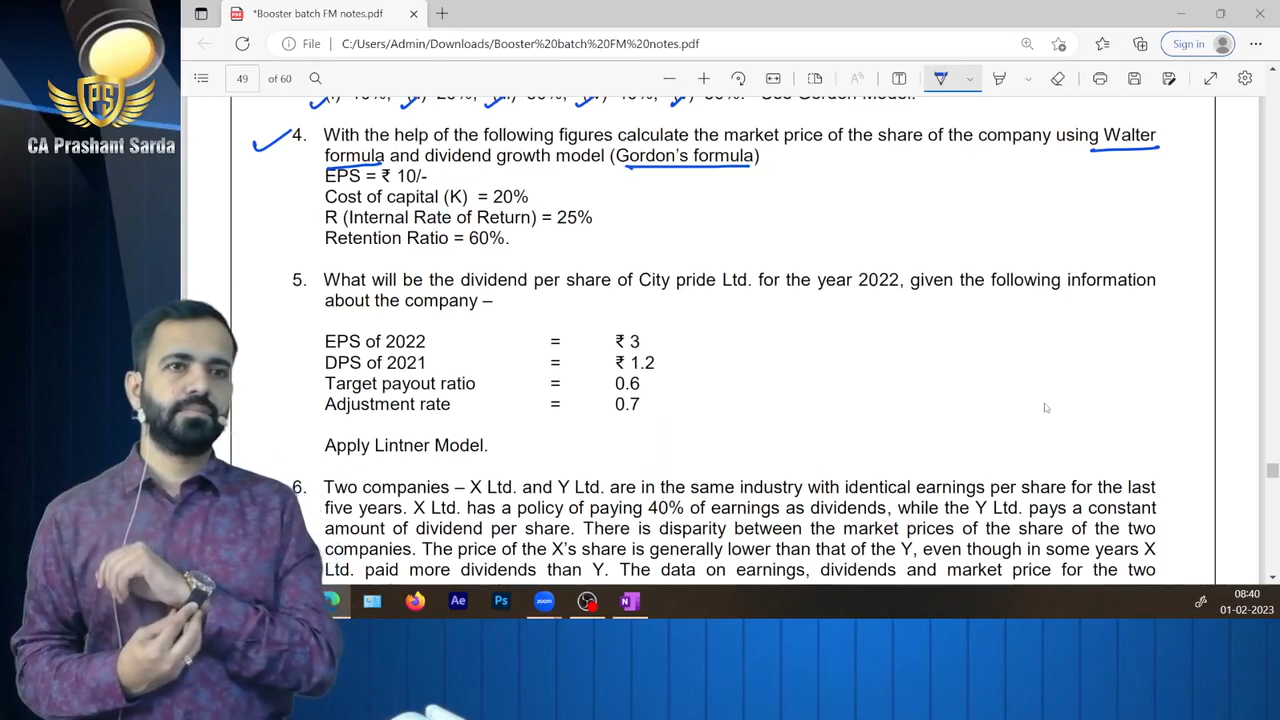 *Booster batch FM notes.pdf
File C:/Users/Admin/Downloads/Booster%20batch%20FM%20notes.pdf
Sign in
49 of 60
PS
CA Prashant Sarda
4. With the help of the following figures calculate the market price of the share of the company using Walter
formula and dividend growth model (Gordon's formula)
EPS = ₹ 10/-
Cost of capital (K) = 20%
R (Internal Rate of Return) = 25%
Retention Ratio = 60%.
5. What will be the dividend per share of City pride Ltd. for the year 2022, given the following information
about the company –
EPS of 2022 = ₹ 3
DPS of 2021 = ₹ 1.2
Target payout ratio = 0.6
Adjustment rate = 0.7
Apply Lintner Model.
6. Two companies – X Ltd. and Y Ltd. are in the same industry with identical earnings per share for the last
five years. X Ltd. has a policy of paying 40% of earnings as dividends, while the Y Ltd. pays a constant
amount of dividend per share. There is disparity between the market prices of the share of the two
companies. The price of the X's share is generally lower than that of the Y, even though in some years X
Ltd. paid more dividends than Y. The data on earnings, dividends and market price for the two
Ae Ps zoom N
08:40
01-02-2023